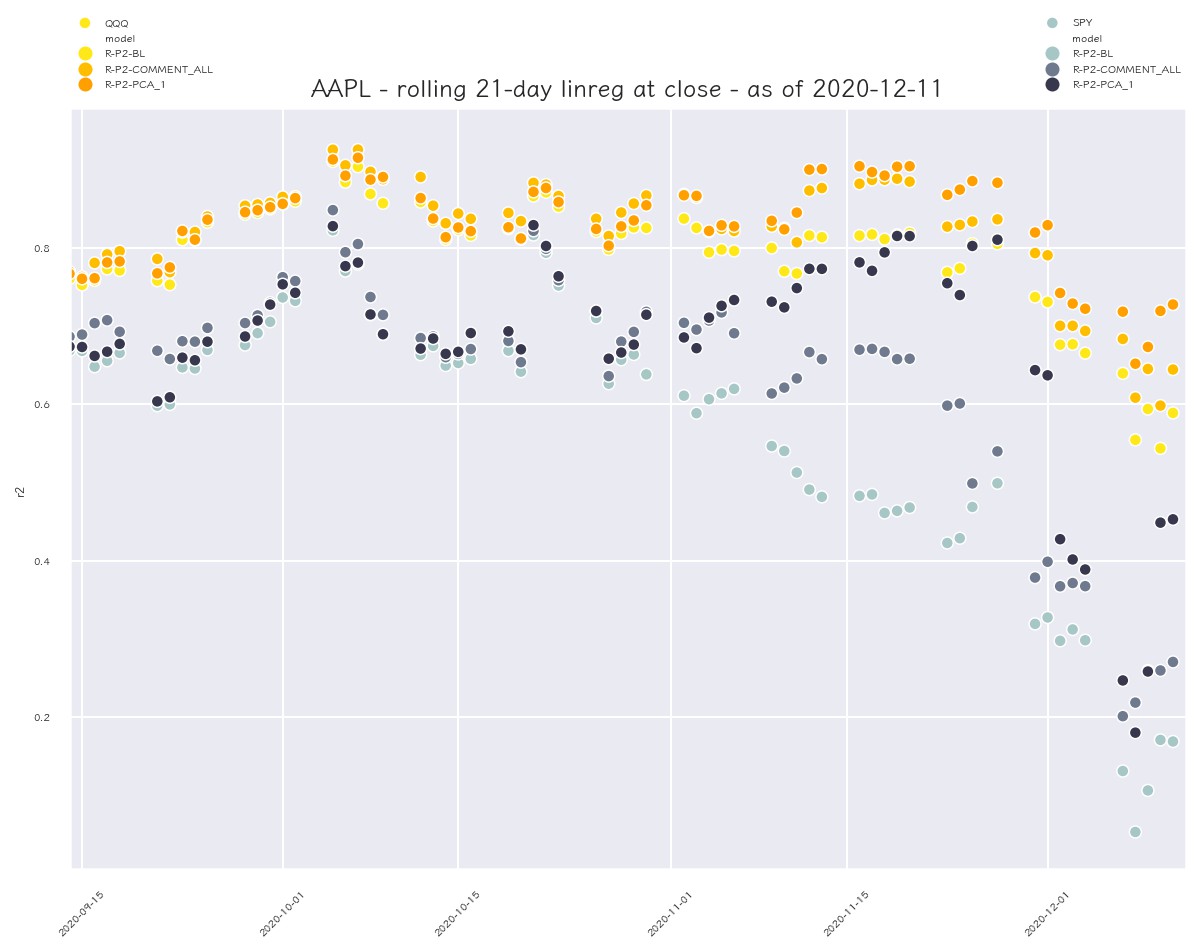 QQQ
model
R-P2-BL
R-P2-COMMENT_ALL
R-P2-PCA_1
SPY
model
R-P2-BL
R-P2-COMMENT_ALL
R-P2-PCA_1
AAPL - rolling 21-day linreg at close - as of 2020-12-11
0.8
0.6
0.4
0.2
r2
2020-09-15
2020-10-01
2020-10-15
2020-11-01
2020-11-15
2020-12-01